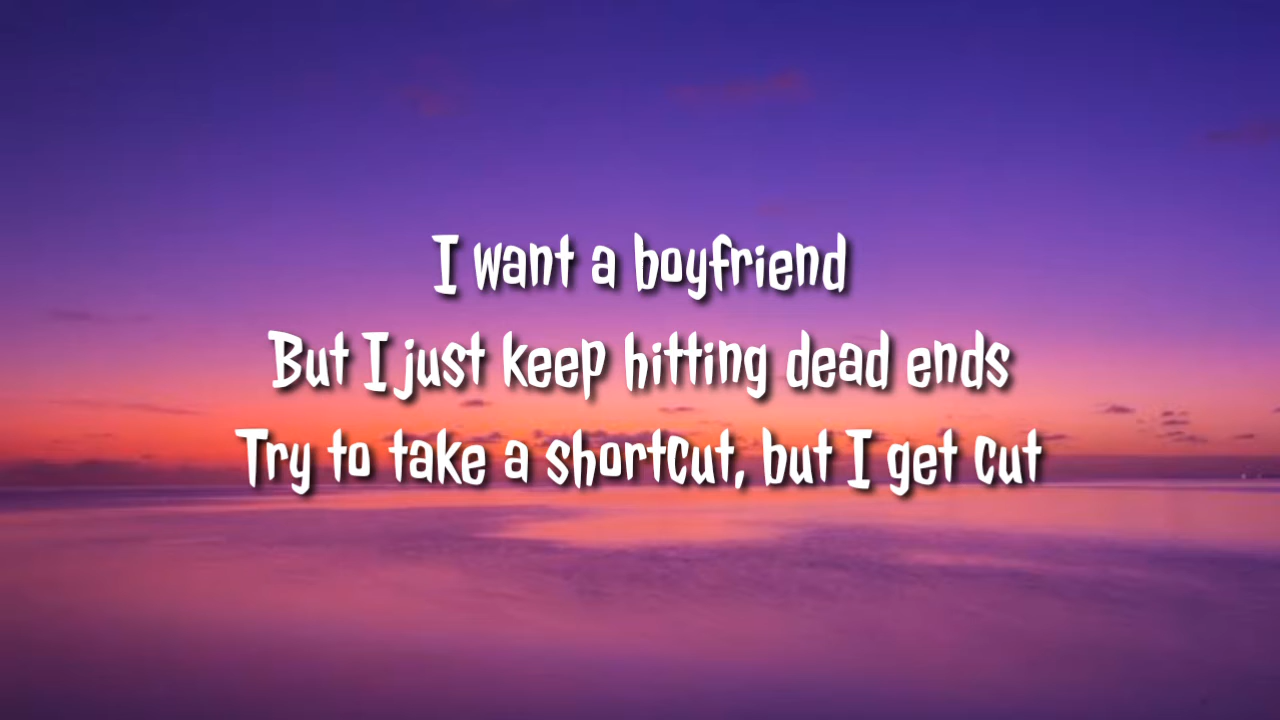 I want a boyfriend
But I just keep hitting dead ends
Try to take a shortcut, but I get cut